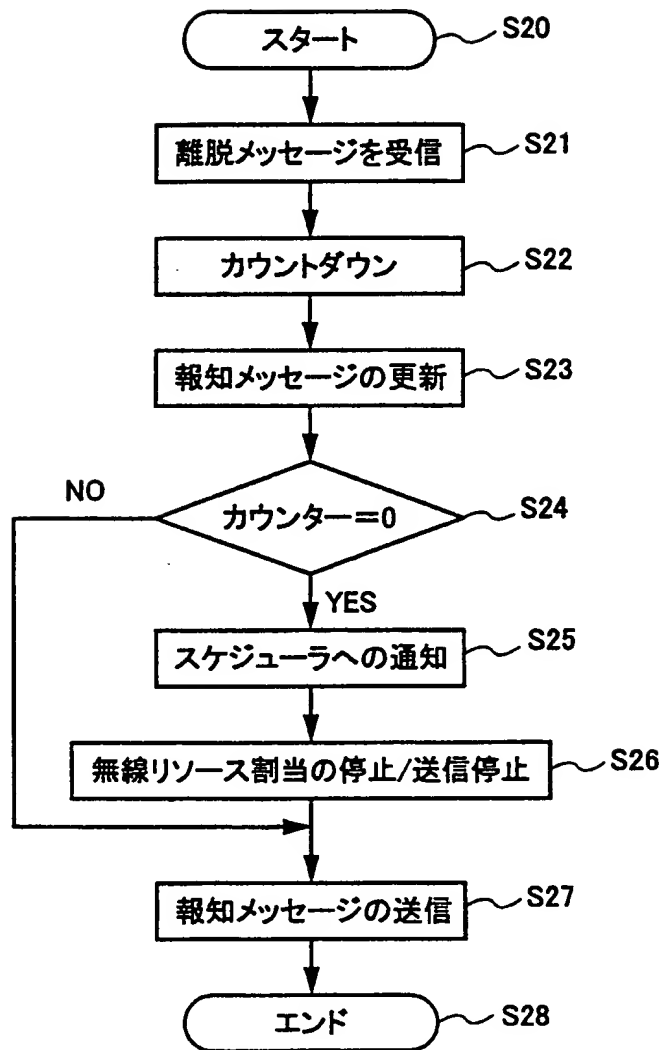 スタート
S20
離脱メッセージを受信
S21
カウントダウン
S22
報知メッセージの更新
S23
NO
カウンター=0
S24
YES
スケジューラへの通知
S25
無線リソース割当の停止/送信停止
S26
報知メッセージの送信
S27
エンド
S28